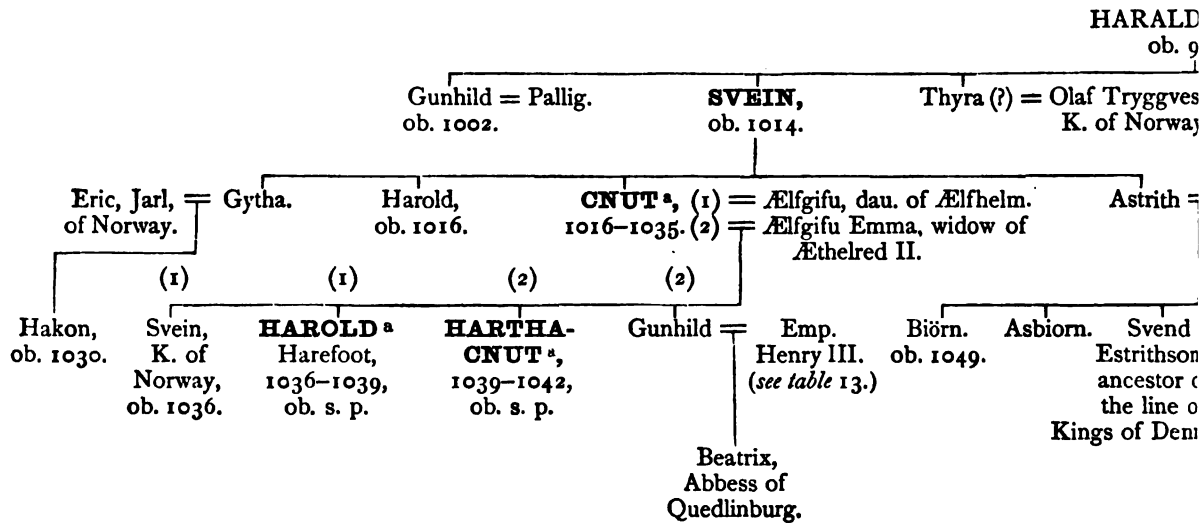 HARALD
ob. 9
Gunhild = Pallig.
ob. 1002.
SVEIN,
ob. 1014.
Thyra (?) = Olaf Tryggves
K. of Norway
Eric, Jarl, = Gytha.
of Norway.
Harold,
ob. 1016.
CNUT ª, (1) = Ælfgifu, dau. of Ælfhelm.
1016–1035. (2) = Ælfgifu Emma, widow of
Æthelred II.
Astrith =
(1)
(1)
(2)
(2)
Hakon,
ob. 1030.
Svein,
K. of
Norway,
ob. 1036.
HAROLD ª
Harefoot,
1036–1039,
ob. s. p.
HARTHA-
CNUT ª,
1039–1042,
ob. s. p.
Gunhild = Emp.
Henry III.
(see table 13.)
Biörn.
ob. 1049.
Asbiorn.
Svend
Estrithson
ancestor
the line
Kings of
Beatrix,
Abbess of
Quedlinburg.